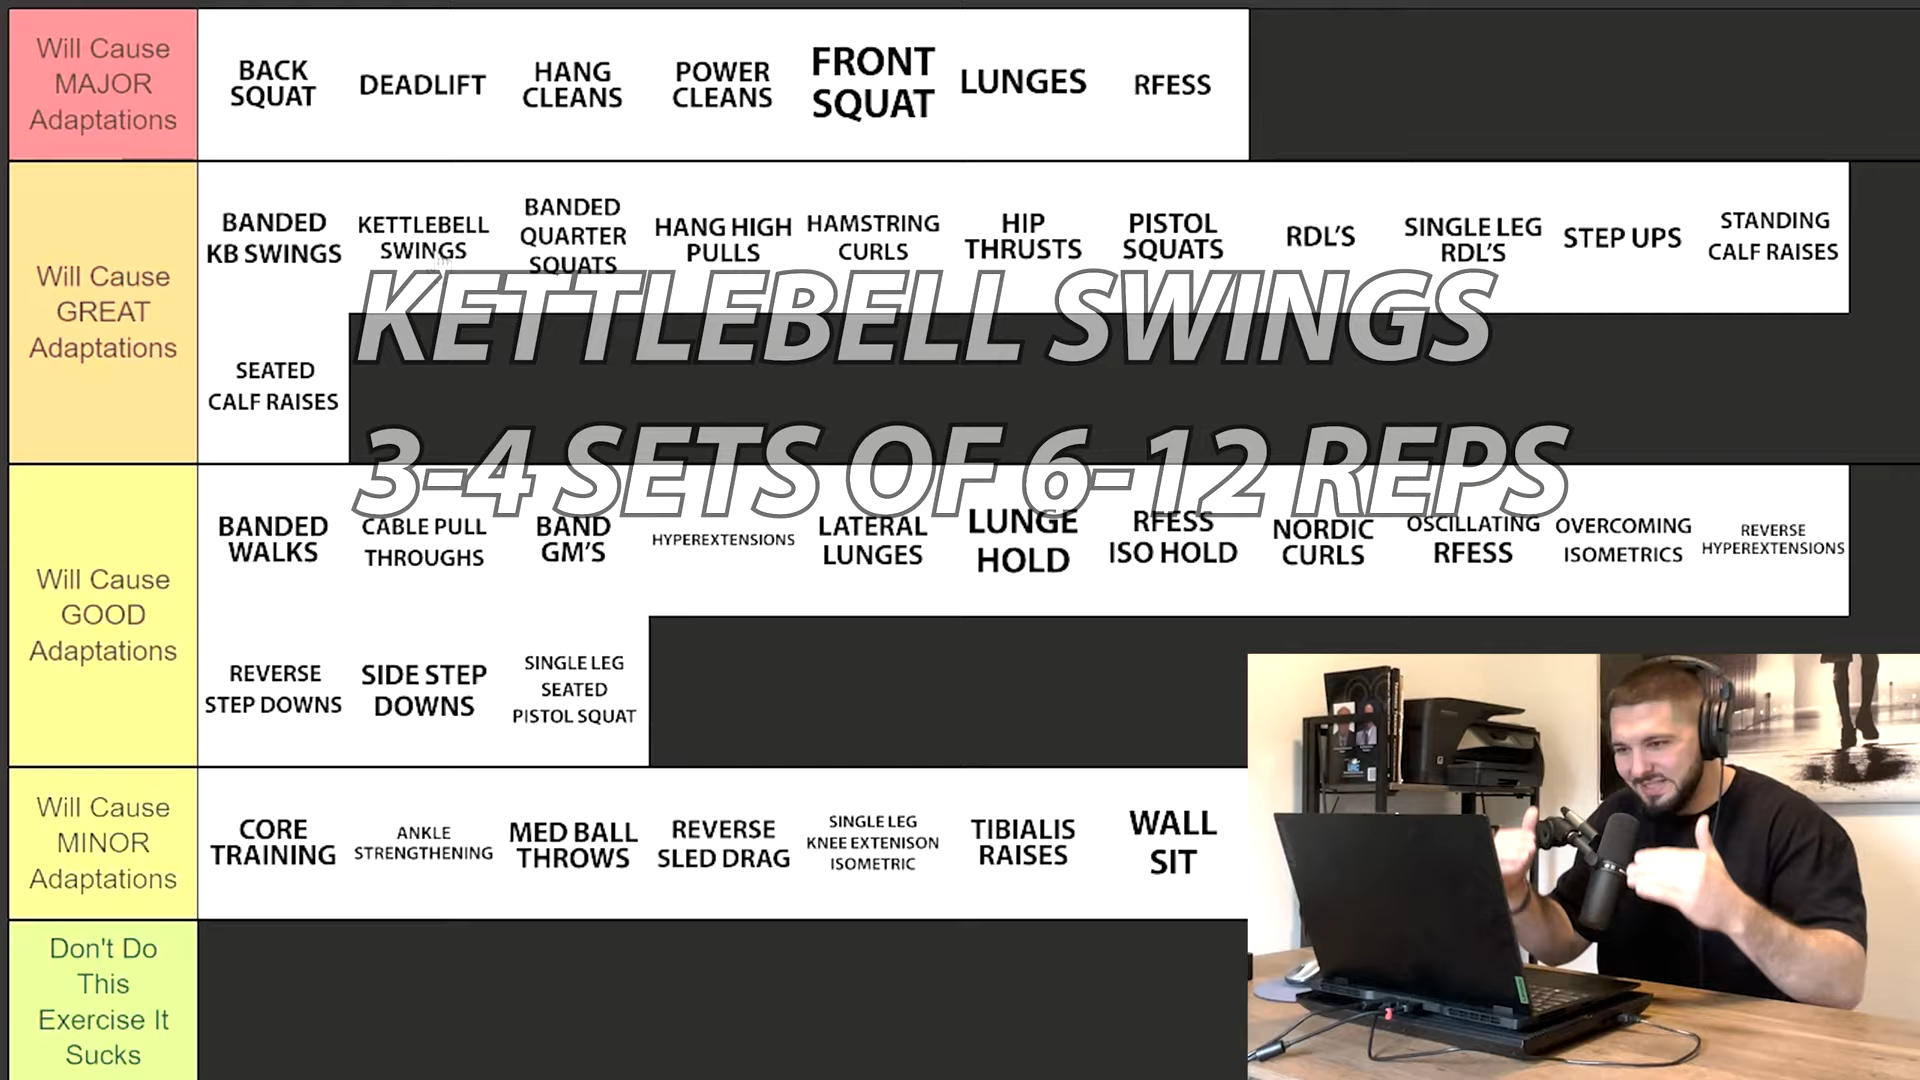 Will Cause
MAJOR
Adaptations
BACK
SQUAT
DEADLIFT
HANG
CLEANS
POWER
CLEANS
FRONT
SQUAT
LUNGES
RFESS
Will Cause
GREAT
Adaptations
BANDED
KB SWINGS
KETTLEBELL
SWINGS
BANDED
QUARTER
SQUATS
HANG HIGH
PULLS
HAMSTRING
CURLS
HIP
THRUSTS
PISTOL
SQUATS
RDL'S
SINGLE LEG
RDL'S
STEP UPS
STANDING
CALF RAISES
SEATED
CALF RAISES
KETTLEBELL SWINGS
3-4 SETS OF 6-12 REPS
Will Cause
GOOD
Adaptations
BANDED
WALKS
CABLE PULL
THROUGHS
BAND
GM'S
HYPEREXTENSIONS
LATERAL
LUNGES
LUNGE
HOLD
RFESS
ISO HOLD
NORDIC
CURLS
OSCILLATING
RFESS
OVERCOMING
ISOMETRICS
REVERSE
HYPEREXTENSIONS
REVERSE
STEP DOWNS
SIDE STEP
DOWNS
SINGLE LEG
SEATED
PISTOL SQUAT
Will Cause
MINOR
Adaptations
CORE
TRAINING
ANKLE
STRENGTHENING
MED BALL
THROWS
REVERSE
SLED DRAG
SINGLE LEG
KNEE EXTENISON
ISOMETRIC
TIBIALIS
RAISES
WALL
SIT
Don't Do
This
Exercise It
Sucks